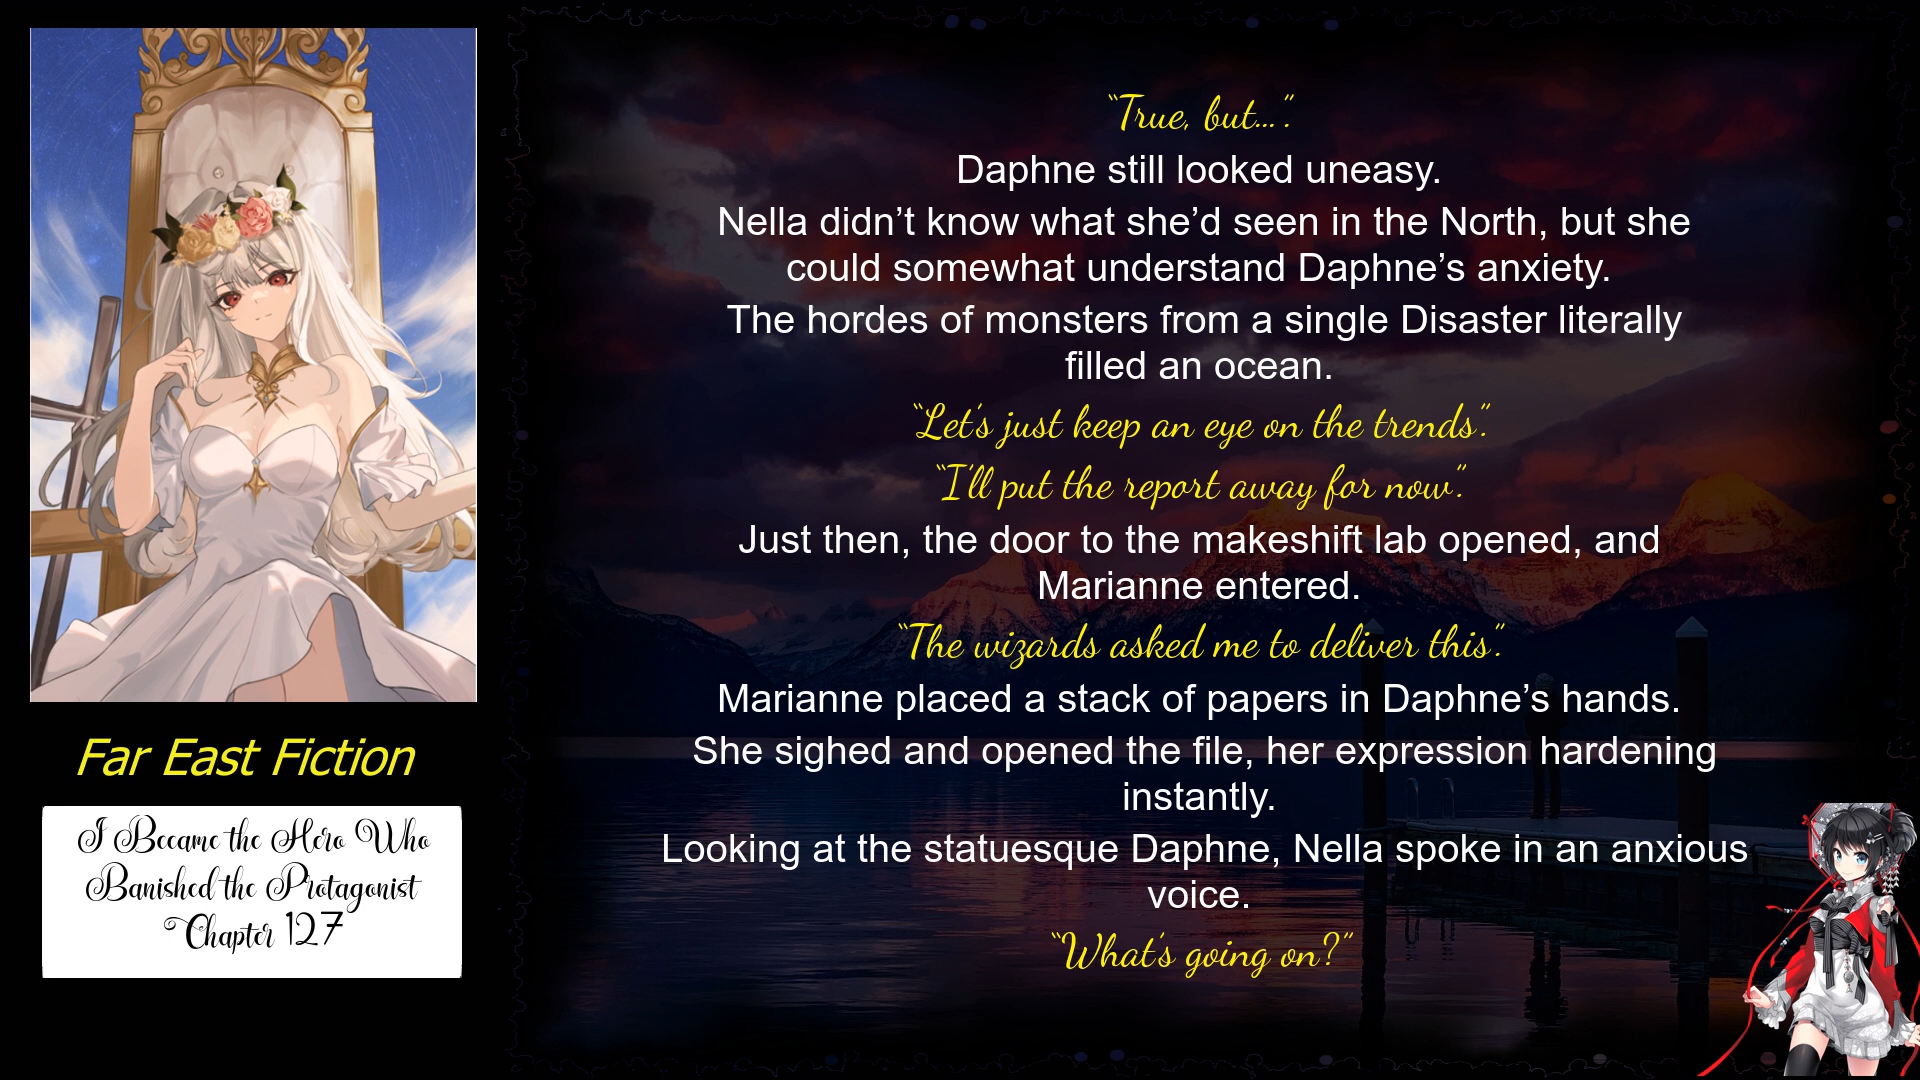 “True, but…”.
Daphne still looked uneasy.
Nella didn’t know what she’d seen in the North, but she
could somewhat understand Daphne’s anxiety.
The hordes of monsters from a single Disaster literally
filled an ocean.
“Let’s just keep an eye on the trends”.
“I’ll put the report away for now”.
Just then, the door to the makeshift lab opened, and
Marianne entered.
“The wizards asked me to deliver this”.
Marianne placed a stack of papers in Daphne’s hands.
She sighed and opened the file, her expression hardening
instantly.
Looking at the statuesque Daphne, Nella spoke in an anxious
voice.
“What’s going on?”
Far East Fiction
I Became the Hero Who
Banished the Protagonist
Chapter 127